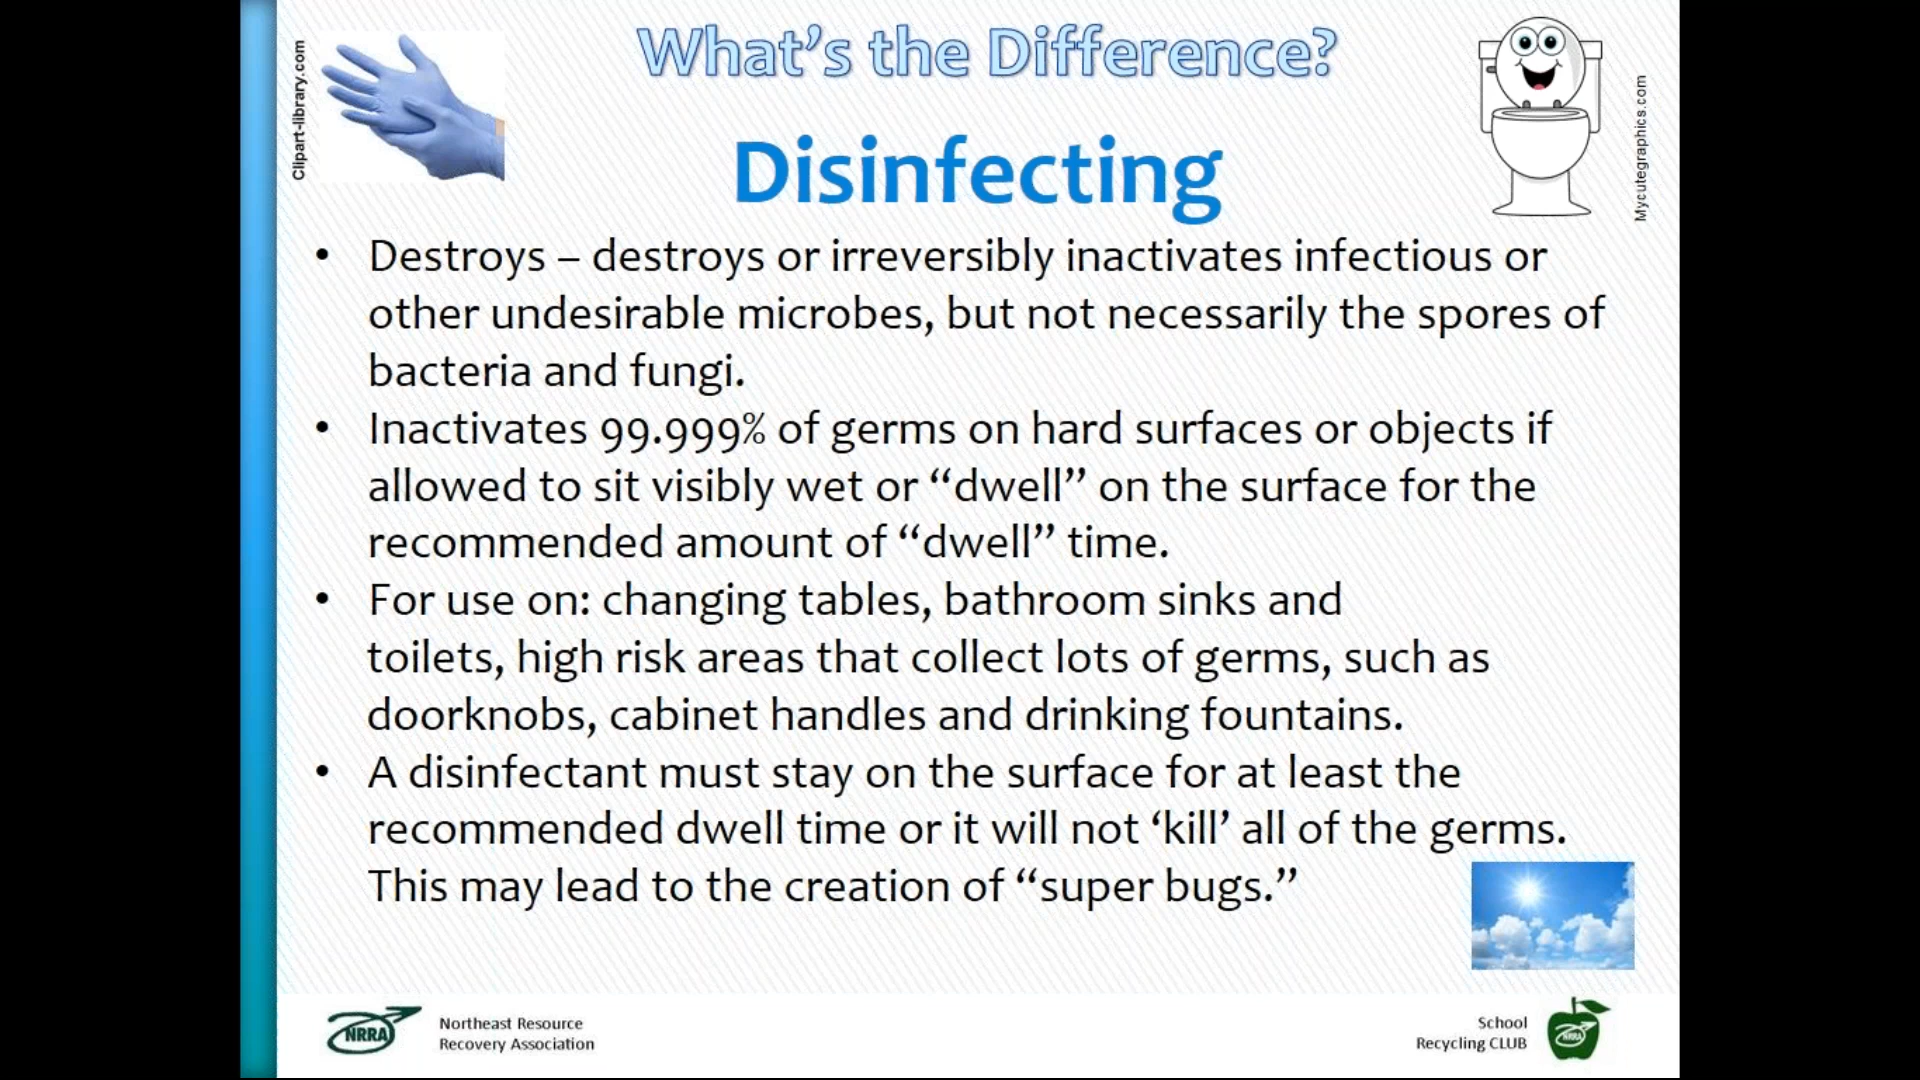 What's the Difference?
Clipart-library.com
Mycutegraphics.com
Disinfecting
• Destroys – destroys or irreversibly inactivates infectious or
other undesirable microbes, but not necessarily the spores of
bacteria and fungi.
• Inactivates 99.999% of germs on hard surfaces or objects if
allowed to sit visibly wet or “dwell” on the surface for the
recommended amount of “dwell” time.
• For use on: changing tables, bathroom sinks and
toilets, high risk areas that collect lots of germs, such as
doorknobs, cabinet handles and drinking fountains.
• A disinfectant must stay on the surface for at least the
recommended dwell time or it will not ‘kill’ all of the germs.
This may lead to the creation of “super bugs.”
NRRA
Northeast Resource
Recovery Association
School
Recycling CLUB
NRRA